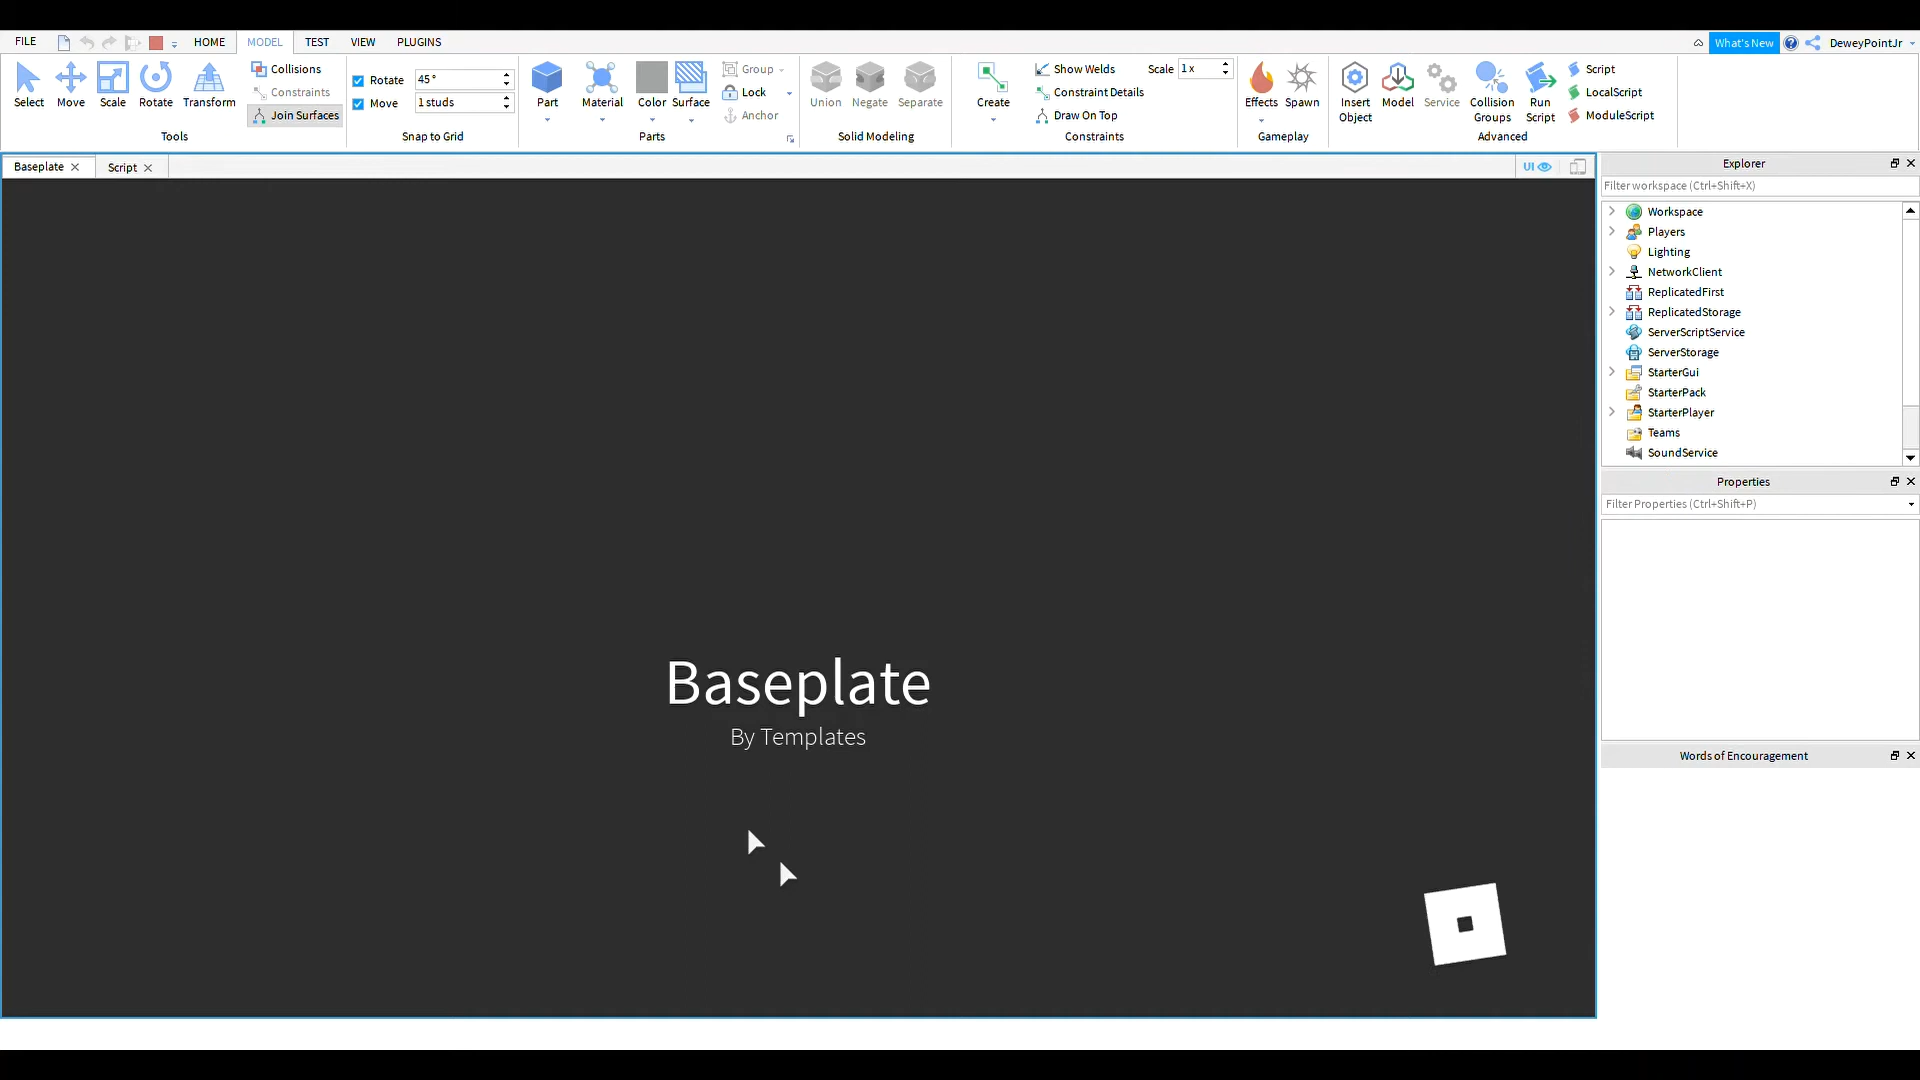 FILE HOME MODEL TEST VIEW PLUGINS What's New DeweyPointJr
Select Move Scale Rotate Transform
Collisions
Constraints
Join Surfaces
Tools
Rotate 45°
Move 1 studs
Snap to Grid
Part Material Color Surface
Group
Lock
Anchor
Parts
Union Negate Separate
Solid Modeling
Create
Show Welds Scale 1x
Constraint Details
Draw On Top
Constraints
Effects Spawn
Gameplay
Insert
Object
Model
Service
Collision
Groups
Run
Script
Script
LocalScript
ModuleScript
Advanced
Baseplate Script UI
Explorer
Filter workspace (Ctrl+Shift+X)
Workspace
Players
Lighting
NetworkClient
ReplicatedFirst
ReplicatedStorage
ServerScriptService
ServerStorage
StarterGui
StarterPack
StarterPlayer
Teams
SoundService
Properties
Filter Properties (Ctrl+Shift+P)
Words of Encouragement
Baseplate
By Templates